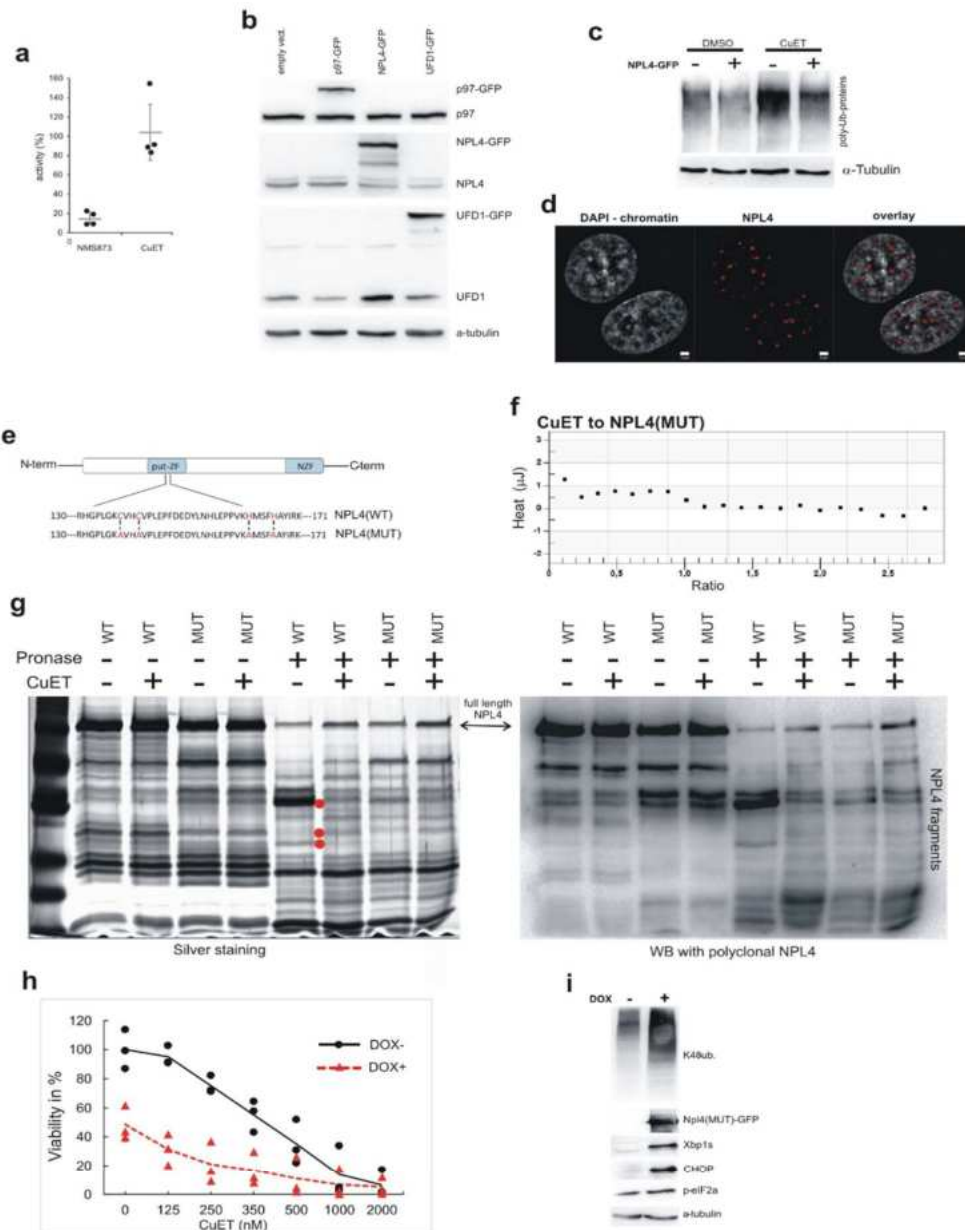 a
activity (%)
160
140
120
100
80
60
40
20
0
NMS873 CuET
b
empty vect. p97-GFP NPL4-GFP UFD1-GFP
p97-GFP
p97
NPL4-GFP
NPL4
UFD1-GFP
UFD1
a-tubulin
c
DMSO CuET
NPL4-GFP - + - +
poly-Ub-proteins
α-Tubulin
d
DAPI - chromatin NPL4 overlay
e
N-term put-ZF NZF C-term
130---RHGPLGKCVHCVPLEPFDEDYLNHLEPPVKHMSFHAYIRK---171 NPL4(WT)
130---RHGPLGKAVHAVPLEPFDEDYLNHLEPPVKAMSFAAYIRK---171 NPL4(MUT)
f
CuET to NPL4(MUT)
Heat (μJ)
3
2
1
0
-1
-2
0,5 1,0 1,5 2,0 2,5
Ratio
g
WT WT MUT MUT WT WT MUT MUT
Pronase - - - - + + + +
CuET - + - + - + - +
full length
NPL4
Silver staining
WT WT MUT MUT WT WT MUT MUT
- - - - + + + +
- + - + - + - +
NPL4 fragments
WB with polyclonal NPL4
h
Viability in %
120
100
80
60
40
20
0
DOX-
DOX+
0 125 250 350 500 1000 2000
CuET (nM)
i
DOX - +
K48ub.
Npl4(MUT)-GFP
Xbp1s
CHOP
p-eIF2a
a-tubulin